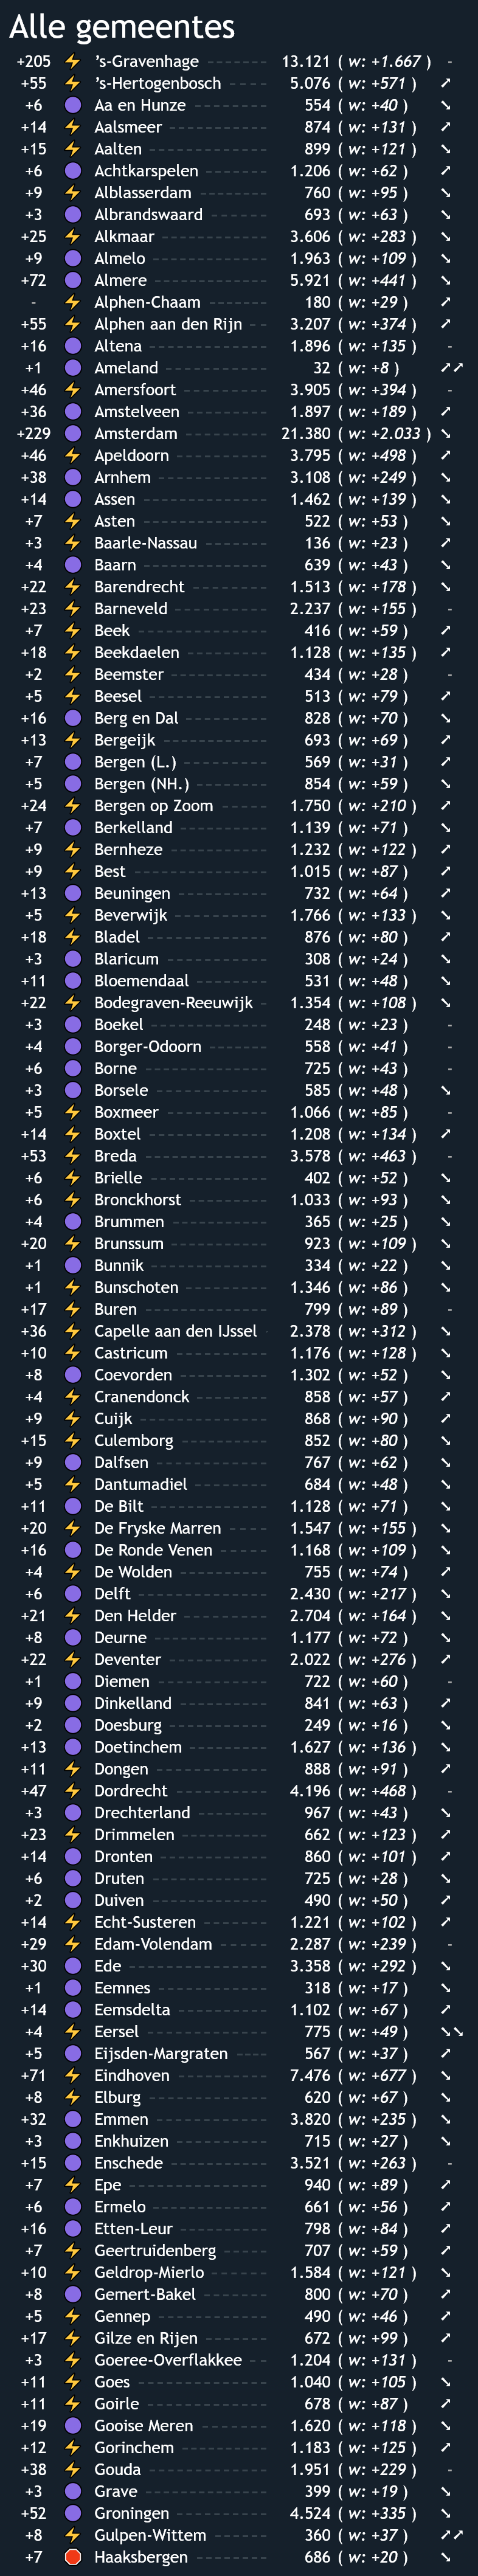 Alle gemeentes
+205 ⚡ 's-Gravenhage 13.121 ( w: +1.667 ) -
+55 ⚡ 's-Hertogenbosch 5.076 ( w: +571 ) ➚
+6 Aa en Hunze 554 ( w: +40 ) ➘
+14 ⚡ Aalsmeer 874 ( w: +131 ) ➚
+15 ⚡ Aalten 899 ( w: +121 ) ➘
+6 Achtkarspelen 1.206 ( w: +62 ) ➚
+9 ⚡ Alblasserdam 760 ( w: +95 ) ➘
+3 Albrandswaard 693 ( w: +63 ) ➘
+25 ⚡ Alkmaar 3.606 ( w: +283 ) ➘
+9 Almelo 1.963 ( w: +109 ) ➘
+72 Almere 5.921 ( w: +441 ) ➘
- ⚡ Alphen-Chaam 180 ( w: +29 ) ➚
+55 ⚡ Alphen aan den Rijn 3.207 ( w: +374 ) ➚
+16 Altena 1.896 ( w: +135 ) -
+1 Ameland 32 ( w: +8 ) ➚➚
+46 ⚡ Amersfoort 3.905 ( w: +394 ) -
+36 Amstelveen 1.897 ( w: +189 ) ➚
+229 Amsterdam 21.380 ( w: +2.033 ) ➘
+46 ⚡ Apeldoorn 3.795 ( w: +498 ) ➚
+38 Arnhem 3.108 ( w: +249 ) ➘
+14 Assen 1.462 ( w: +139 ) ➘
+7 ⚡ Asten 522 ( w: +53 ) ➘
+3 ⚡ Baarle-Nassau 136 ( w: +23 ) ➚
+4 Baarn 639 ( w: +43 ) ➘
+22 ⚡ Barendrecht 1.513 ( w: +178 ) ➘
+23 ⚡ Barneveld 2.237 ( w: +155 ) -
+7 ⚡ Beek 416 ( w: +59 ) ➚
+18 ⚡ Beekdaelen 1.128 ( w: +135 ) ➚
+2 ⚡ Beemster 434 ( w: +28 ) -
+5 ⚡ Beesel 513 ( w: +79 ) ➚
+16 Berg en Dal 828 ( w: +70 ) ➘
+13 ⚡ Bergeijk 693 ( w: +69 ) ➚
+7 Bergen (L.) 569 ( w: +31 ) ➚
+5 Bergen (NH.) 854 ( w: +59 ) ➘
+24 ⚡ Bergen op Zoom 1.750 ( w: +210 ) ➚
+7 Berkelland 1.139 ( w: +71 ) ➘
+9 ⚡ Bernheze 1.232 ( w: +122 ) ➚
+9 ⚡ Best 1.015 ( w: +87 ) ➚
+13 Beuningen 732 ( w: +64 ) ➚
+5 ⚡ Beverwijk 1.766 ( w: +133 ) ➘
+18 ⚡ Bladel 876 ( w: +80 ) ➚
+3 Blaricum 308 ( w: +24 ) ➘
+11 Bloemendaal 531 ( w: +48 ) ➘
+22 ⚡ Bodegraven-Reeuwijk 1.354 ( w: +108 ) ➘
+3 Boekel 248 ( w: +23 ) -
+4 Borger-Odoorn 558 ( w: +41 ) -
+6 Borne 725 ( w: +43 ) -
+3 Borsele 585 ( w: +48 ) ➘
+5 ⚡ Boxmeer 1.066 ( w: +85 ) -
+14 ⚡ Boxtel 1.208 ( w: +134 ) ➚
+53 ⚡ Breda 3.578 ( w: +463 ) -
+6 ⚡ Brielle 402 ( w: +52 ) ➘
+6 ⚡ Bronckhorst 1.033 ( w: +93 ) ➘
+4 Brummen 365 ( w: +25 ) ➘
+20 ⚡ Brunssum 923 ( w: +109 ) ➘
+1 Bunnik 334 ( w: +22 ) ➘
+1 ⚡ Bunschoten 1.346 ( w: +86 ) ➘
+17 ⚡ Buren 799 ( w: +89 ) -
+36 ⚡ Capelle aan den IJssel 2.378 ( w: +312 ) ➘
+10 ⚡ Castricum 1.176 ( w: +128 ) ➘
+8 Coevorden 1.302 ( w: +52 ) ➘
+4 ⚡ Cranendonck 858 ( w: +57 ) ➚
+9 ⚡ Cuijk 868 ( w: +90 ) ➚
+15 ⚡ Culemborg 852 ( w: +80 ) ➘
+9 Dalfsen 767 ( w: +62 ) ➘
+5 ⚡ Dantumadiel 684 ( w: +48 ) ➘
+11 De Bilt 1.128 ( w: +71 ) ➘
+20 ⚡ De Fryske Marren 1.547 ( w: +155 ) ➘
+16 De Ronde Venen 1.168 ( w: +109 ) ➘
+4 ⚡ De Wolden 755 ( w: +74 ) ➚
+6 Delft 2.430 ( w: +217 ) ➘
+21 ⚡ Den Helder 2.704 ( w: +164 ) ➘
+8 Deurne 1.177 ( w: +72 ) ➘
+22 ⚡ Deventer 2.022 ( w: +276 ) ➚
+1 Diemen 722 ( w: +60 ) -
+9 Dinkelland 841 ( w: +63 ) ➚
+2 Doesburg 249 ( w: +16 ) ➘
+13 Doetinchem 1.627 ( w: +136 ) ➘
+11 ⚡ Dongen 888 ( w: +91 ) ➚
+47 ⚡ Dordrecht 4.196 ( w: +468 ) -
+3 Drechterland 967 ( w: +43 ) ➘
+23 ⚡ Drimmelen 662 ( w: +123 ) ➚
+14 Dronten 860 ( w: +101 ) ➚
+6 Druten 725 ( w: +28 ) ➘
+2 Duiven 490 ( w: +50 ) ➚
+14 ⚡ Echt-Susteren 1.221 ( w: +102 ) ➚
+29 ⚡ Edam-Volendam 2.287 ( w: +239 ) -
+30 Ede 3.358 ( w: +292 ) ➘
+1 Eemnes 318 ( w: +17 ) ➘
+14 Eemsdelta 1.102 ( w: +67 ) ➚
+4 ⚡ Eersel 775 ( w: +49 ) ➘➘
+5 Eijsden-Margraten 567 ( w: +37 ) ➚
+71 ⚡ Eindhoven 7.476 ( w: +677 ) ➘
+8 ⚡ Elburg 620 ( w: +67 ) ➘
+32 Emmen 3.820 ( w: +235 ) ➘
+3 Enkhuizen 715 ( w: +27 ) ➘
+15 Enschede 3.521 ( w: +263 ) -
+7 ⚡ Epe 940 ( w: +89 ) ➚
+6 Ermelo 661 ( w: +56 ) ➚
+16 Etten-Leur 798 ( w: +84 ) ➚
+7 ⚡ Geertruidenberg 707 ( w: +59 ) ➚
+10 ⚡ Geldrop-Mierlo 1.584 ( w: +121 ) ➘
+8 Gemert-Bakel 800 ( w: +70 ) ➚
+5 ⚡ Gennep 490 ( w: +46 ) ➚
+17 ⚡ Gilze en Rijen 672 ( w: +99 ) ➚
+3 ⚡ Goeree-Overflakkee 1.204 ( w: +131 ) -
+11 ⚡ Goes 1.040 ( w: +105 ) ➘
+11 ⚡ Goirle 678 ( w: +87 ) ➚
+19 Gooise Meren 1.620 ( w: +118 ) ➘
+12 ⚡ Gorinchem 1.183 ( w: +125 ) ➚
+38 ⚡ Gouda 1.951 ( w: +229 ) -
+3 Grave 399 ( w: +19 ) ➘
+52 Groningen 4.524 ( w: +335 ) ➘
+8 ⚡ Gulpen-Wittem 360 ( w: +37 ) ➚➚
+7 Haaksbergen 686 ( w: +20 ) ➘